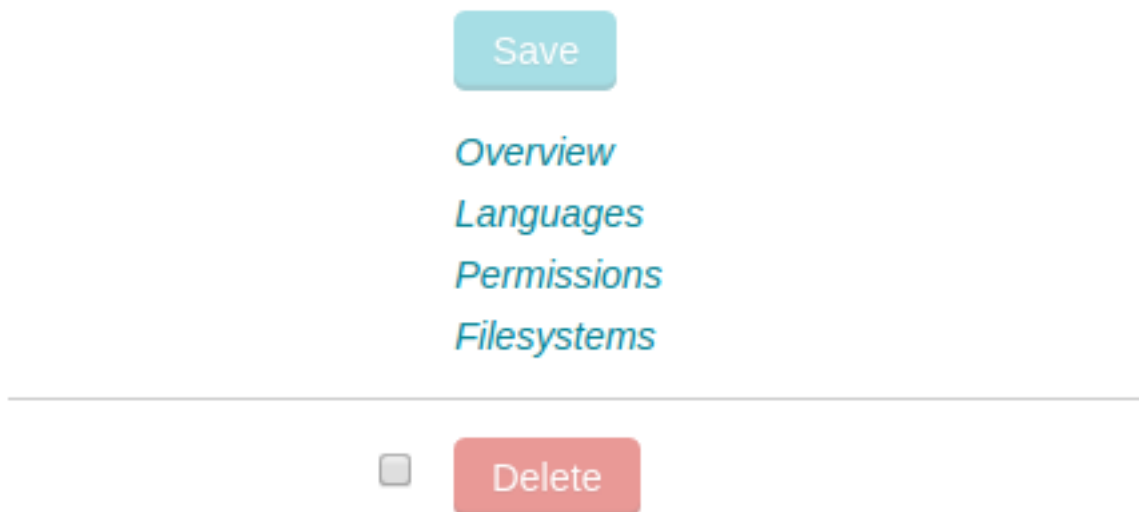 Save
Overview
Languages
Permissions
Filesystems
Delete